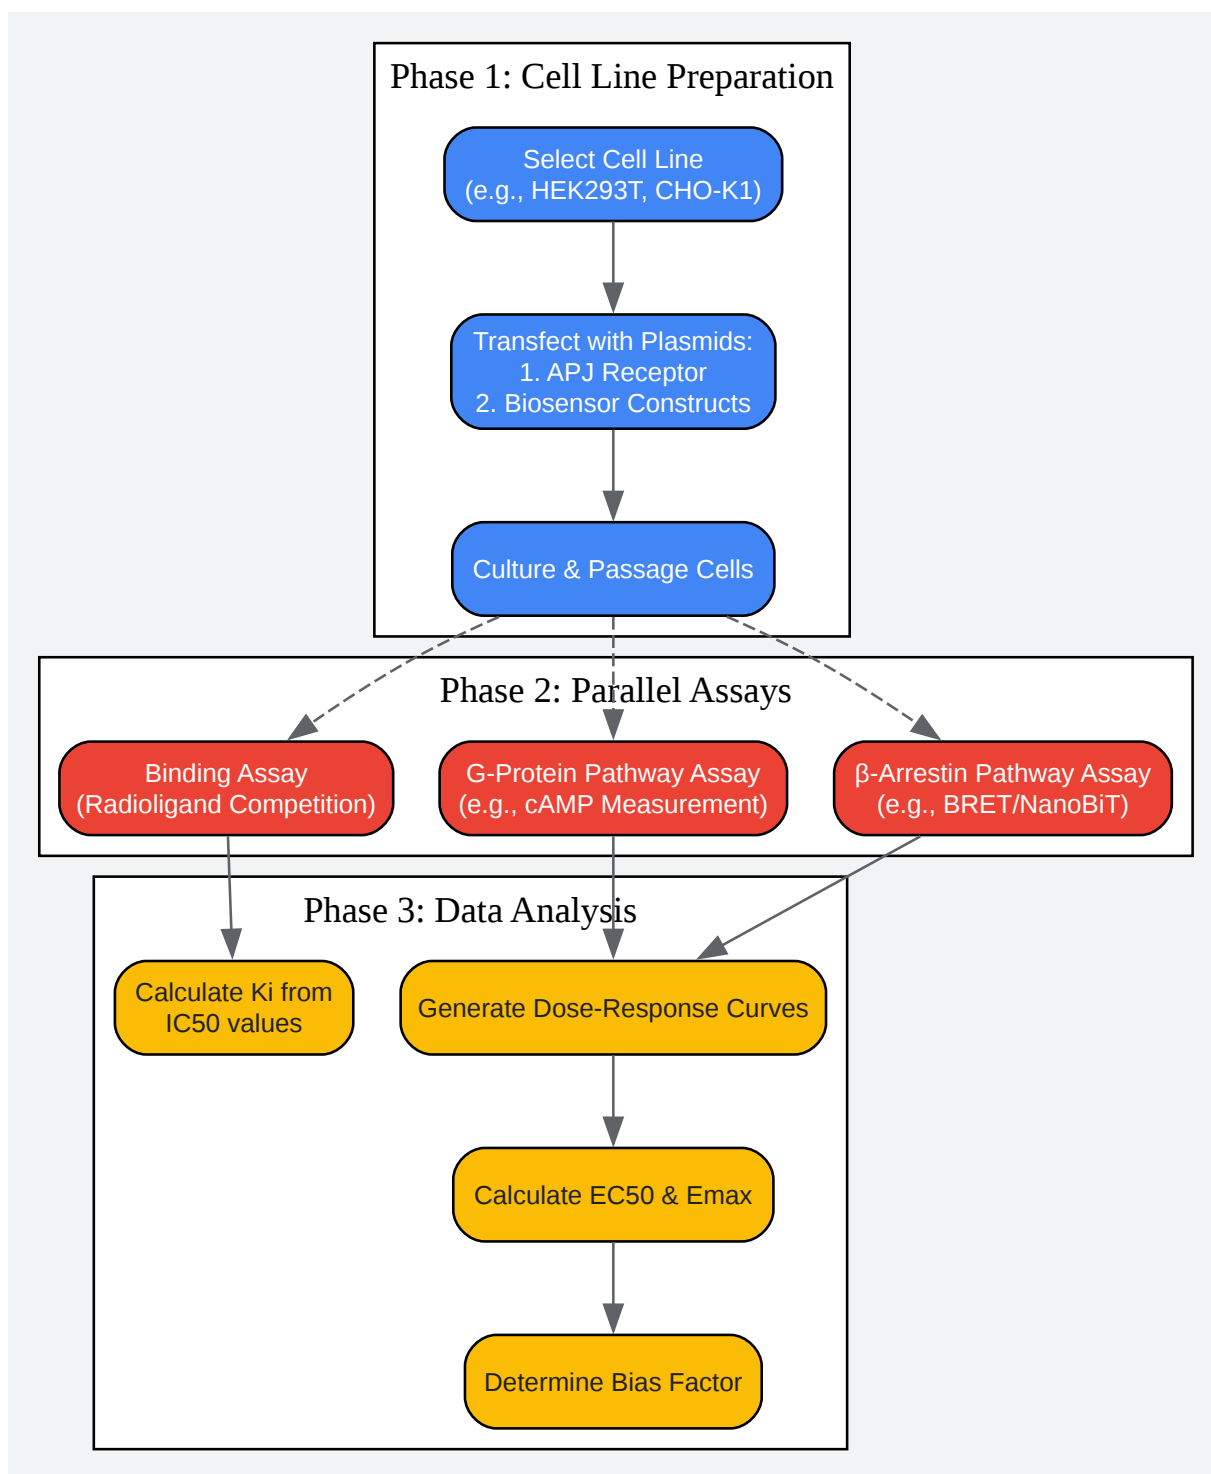 Phase 1: Cell Line Preparation
Select Cell Line
(e.g., HEK293T, CHO-K1)
Transfect with Plasmids:
1. APJ Receptor
2. Biosensor Constructs
Culture & Passage Cells
Phase 2: Parallel Assays
Binding Assay
(Radioligand Competition)
G-Protein Pathway Assay
(e.g., cAMP Measurement)
β-Arrestin Pathway Assay
(e.g., BRET/NanoBiT)
Phase 3: Data Analysis
Calculate Ki from
IC50 values
Generate Dose-Response Curves
Calculate EC50 & Emax
Determine Bias Factor